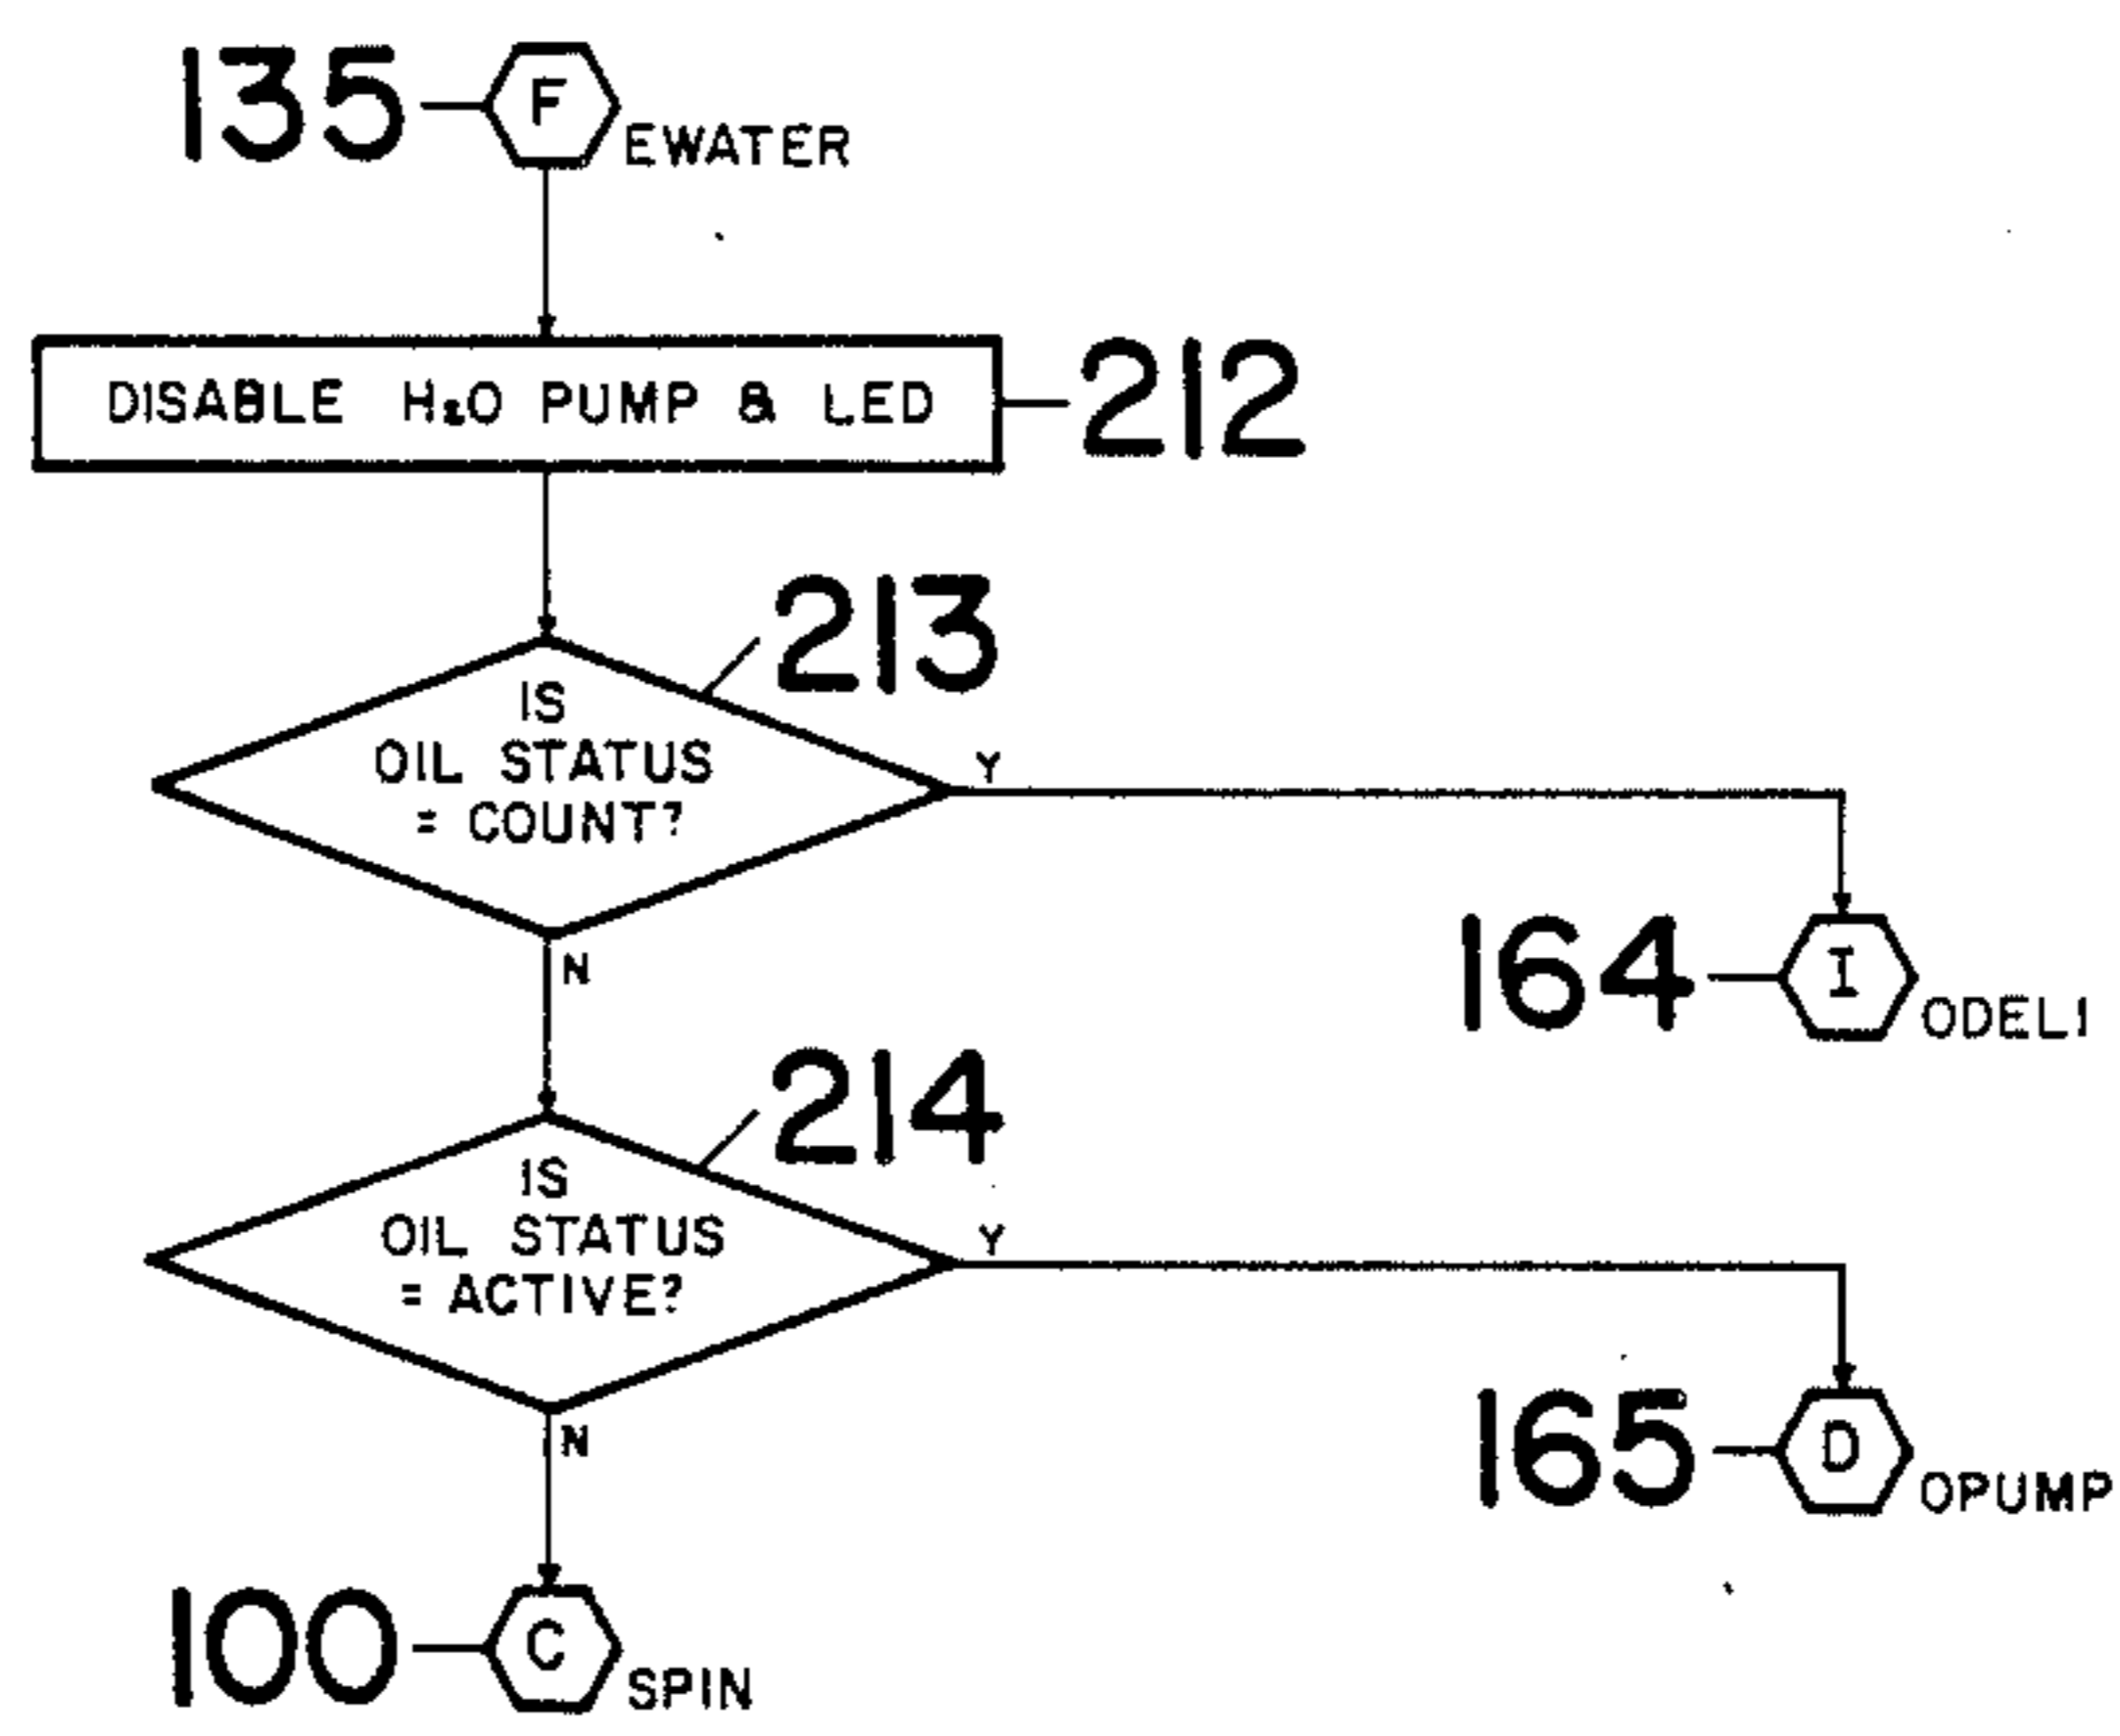 135 F EWATER
DISABLE H₂O PUMP & LED 212
213
IS
OIL STATUS
= COUNT?
Y
N
164 I ODEL1
214
IS
OIL STATUS
= ACTIVE?
Y
N
165 D OPUMP
100 C SPIN